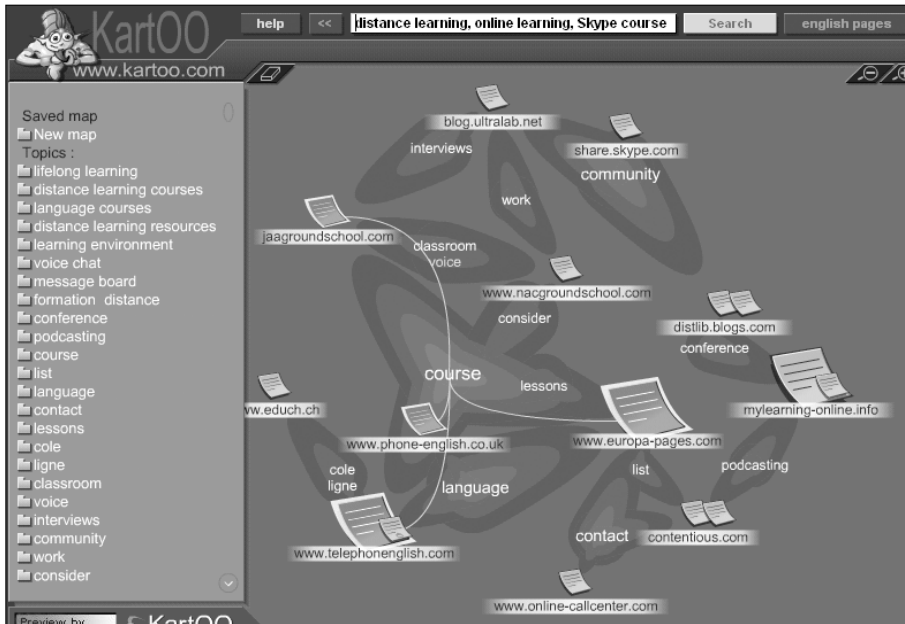 KartOO
www.kartoo.com
help
<<
distance learning, online learning, Skype course
Search
english pages
Saved map
New map
Topics :
lifelong learning
distance learning courses
language courses
distance learning resources
learning environment
voice chat
message board
formation distance
conference
podcasting
course
list
language
contact
lessons
cole
ligne
classroom
voice
interviews
community
work
consider
Preview by
KartOO
blog.ultralab.net
interviews
share.skype.com
community
work
jaagroundschool.com
classroom
voice
www.nacgroundschool.com
consider
distlib.blogs.com
conference
course
lessons
ww.educh.ch
mylearning-online.info
www.phone-english.co.uk
www.europa-pages.com
cole
ligne
language
list
podcasting
www.telephonenglish.com
contact
contentious.com
www.online-callcenter.com